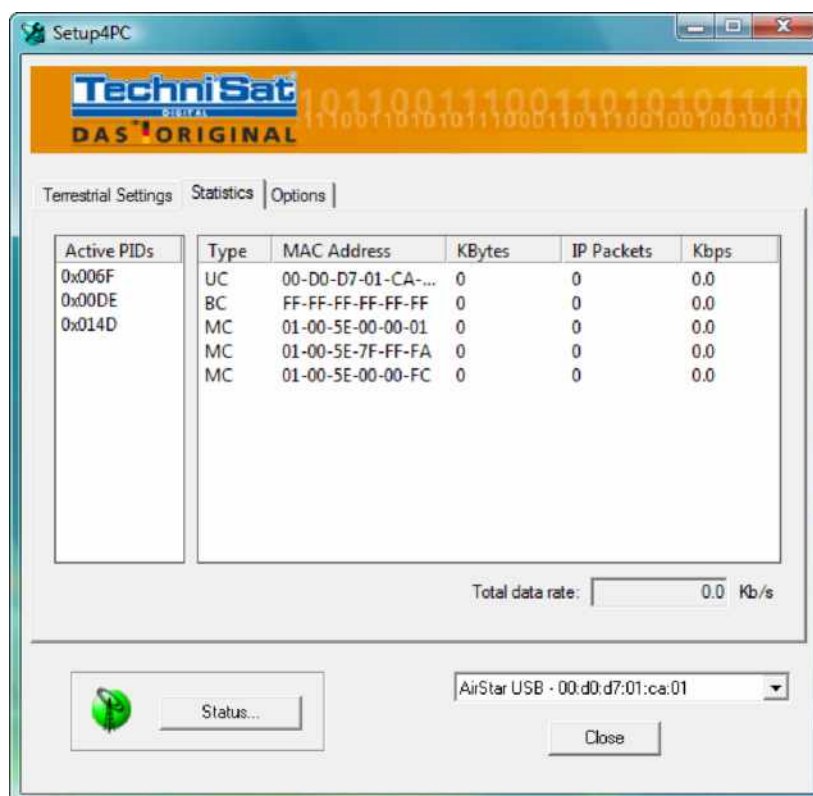 Setup4PC
TechniSat
DIGITAL
DAS ORIGINAL
Terrestrial Settings Statistics Options
Active PIDs Type MAC Address KBytes IP Packets Kbps
0x006F UC 00-D0-D7-01-CA-... 0 0 0.0
0x00DE BC FF-FF-FF-FF-FF-FF 0 0 0.0
0x014D MC 01-00-5E-00-00-01 0 0 0.0
MC 01-00-5E-7F-FF-FA 0 0 0.0
MC 01-00-5E-00-00-FC 0 0 0.0
Total data rate: 0.0 Kb/s
AirStar USB - 00:d0:d7:01:ca:01
Status...
Close